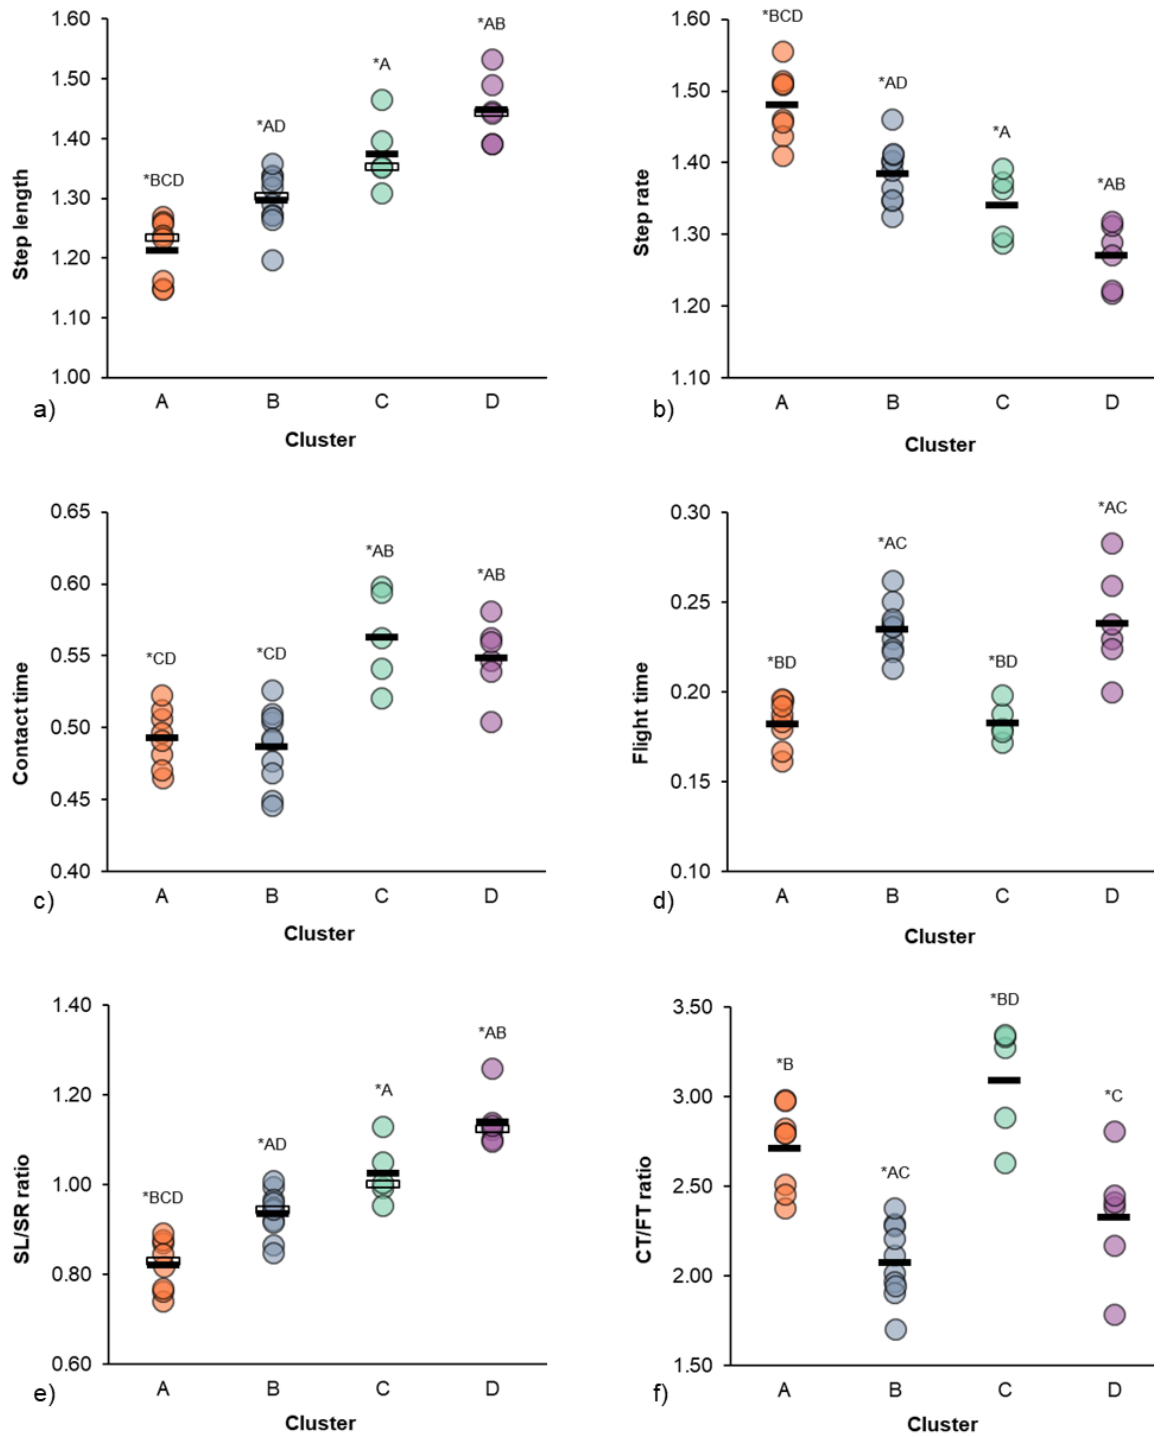 Step length
1.60
1.50
1.40
1.30
1.20
1.10
1.00
*BCD
*AD
*A
*AB
A B C D
Cluster
a)
Step rate
1.60
1.50
1.40
1.30
1.20
1.10
*BCD
*AD
*A
*AB
A B C D
Cluster
b)
Contact time
0.65
0.60
0.55
0.50
0.45
0.40
*CD
*CD
*AB
*AB
A B C D
Cluster
c)
Flight time
0.30
0.25
0.20
0.15
0.10
*BD
*AC
*BD
*AC
A B C D
Cluster
d)
SL/SR ratio
1.40
1.20
1.00
0.80
0.60
*BCD
*AD
*A
*AB
A B C D
Cluster
e)
CT/FT ratio
3.50
3.00
2.50
2.00
1.50
*B
*AC
*BD
*C
A B C D
Cluster
f)